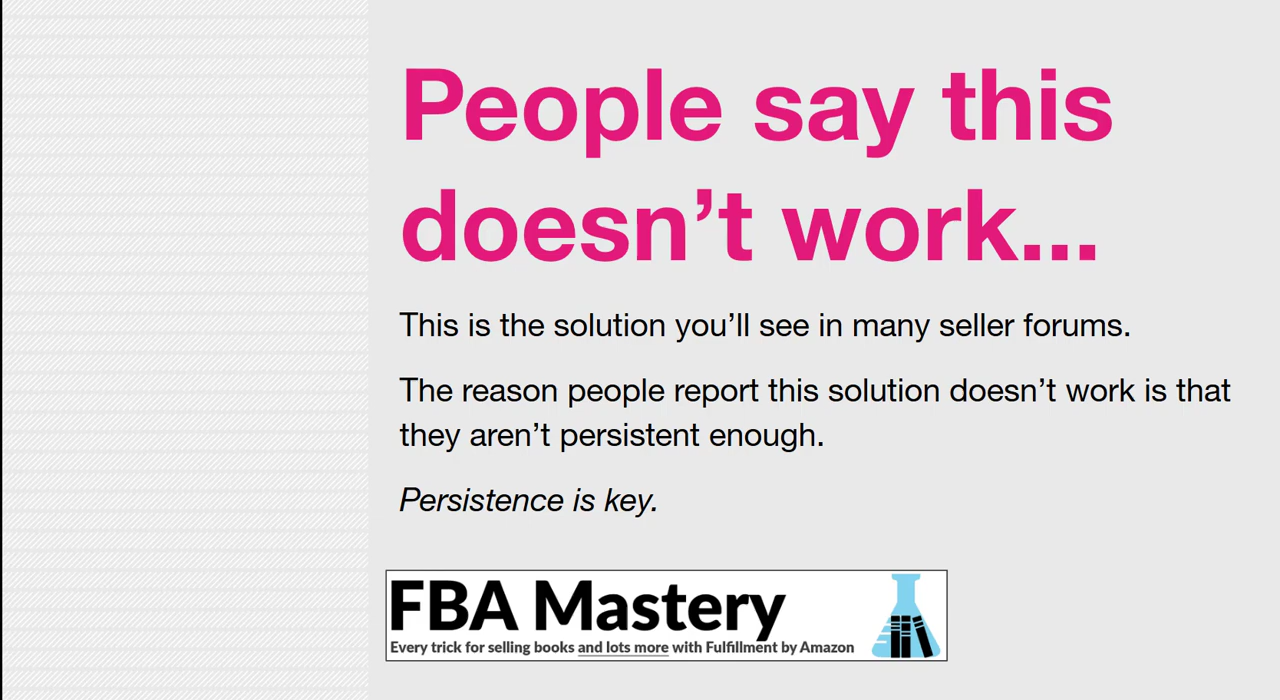 People say this
doesn’t work...
This is the solution you’ll see in many seller forums.
The reason people report this solution doesn’t work is that
they aren’t persistent enough.
Persistence is key.
FBA Mastery
Every trick for selling books and lots more with Fulfillment by Amazon